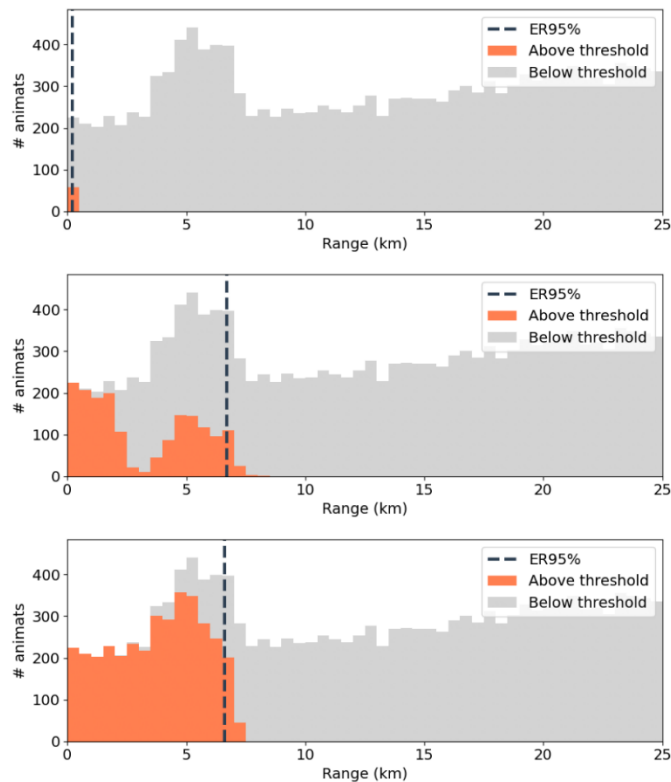 400
300
200
100
0
# animats
ER95%
Above threshold
Below threshold
0 5 10 15 20 25
Range (km)
400
300
200
100
0
# animats
ER95%
Above threshold
Below threshold
0 5 10 15 20 25
Range (km)
400
300
200
100
0
# animats
ER95%
Above threshold
Below threshold
0 5 10 15 20 25
Range (km)